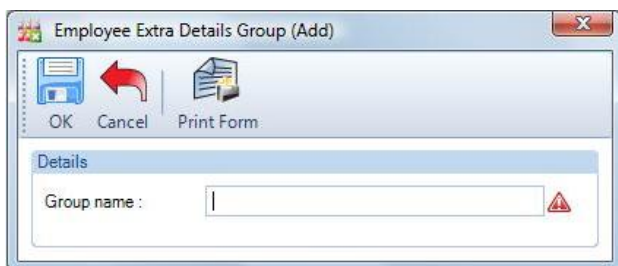 Employee Extra Details Group (Add)
OK Cancel Print Form
Details
Group name :